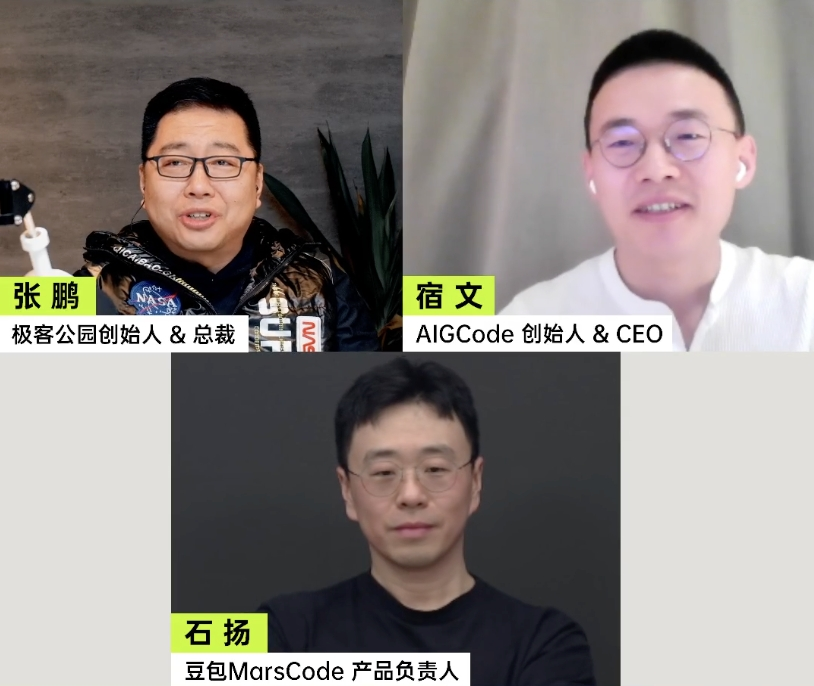 张鹏
极客公园创始人 & 总裁
宿文
AIGCode 创始人 & CEO
NASA
石扬
豆包MarsCode 产品负责人